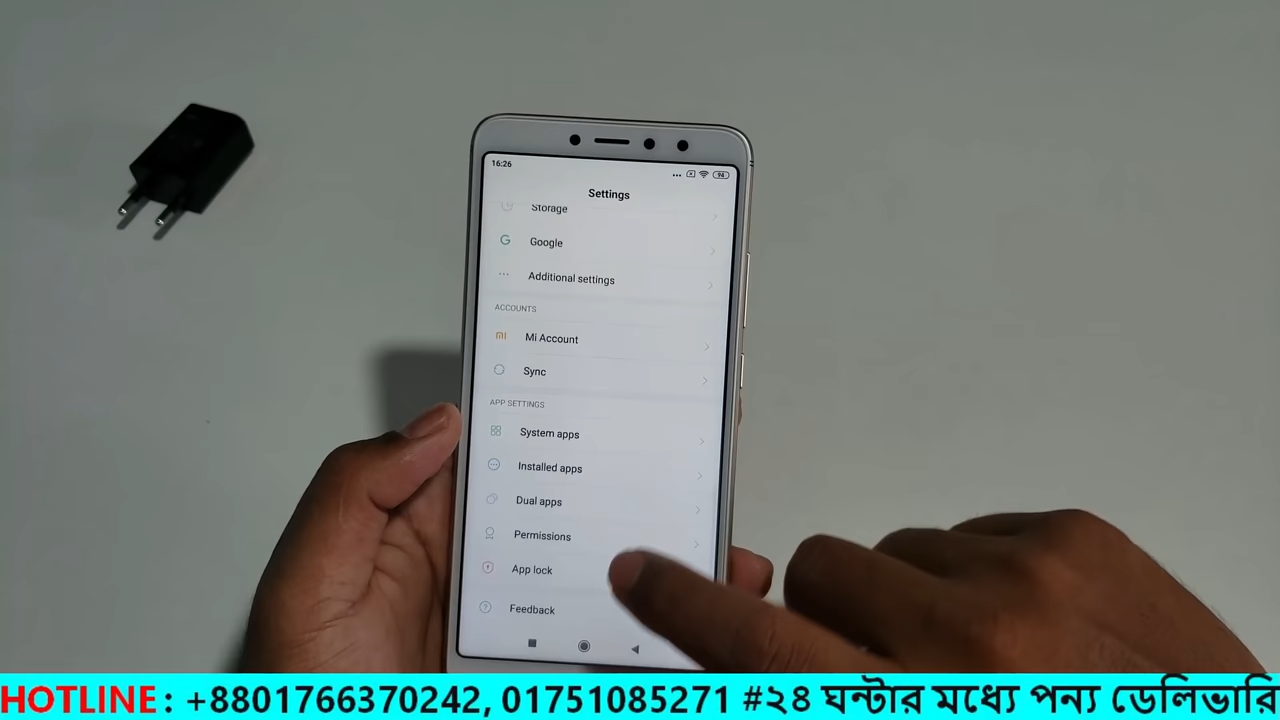 16:26
94
Settings
Storage
Google
Additional settings
ACCOUNTS
Mi Account
Sync
APP SETTINGS
System apps
Installed apps
Dual apps
Permissions
App lock
Feedback
HOTLINE : +8801766370242, 01751085271 #২৪ ঘন্টার মধ্যে পন্য ডেলিভারি